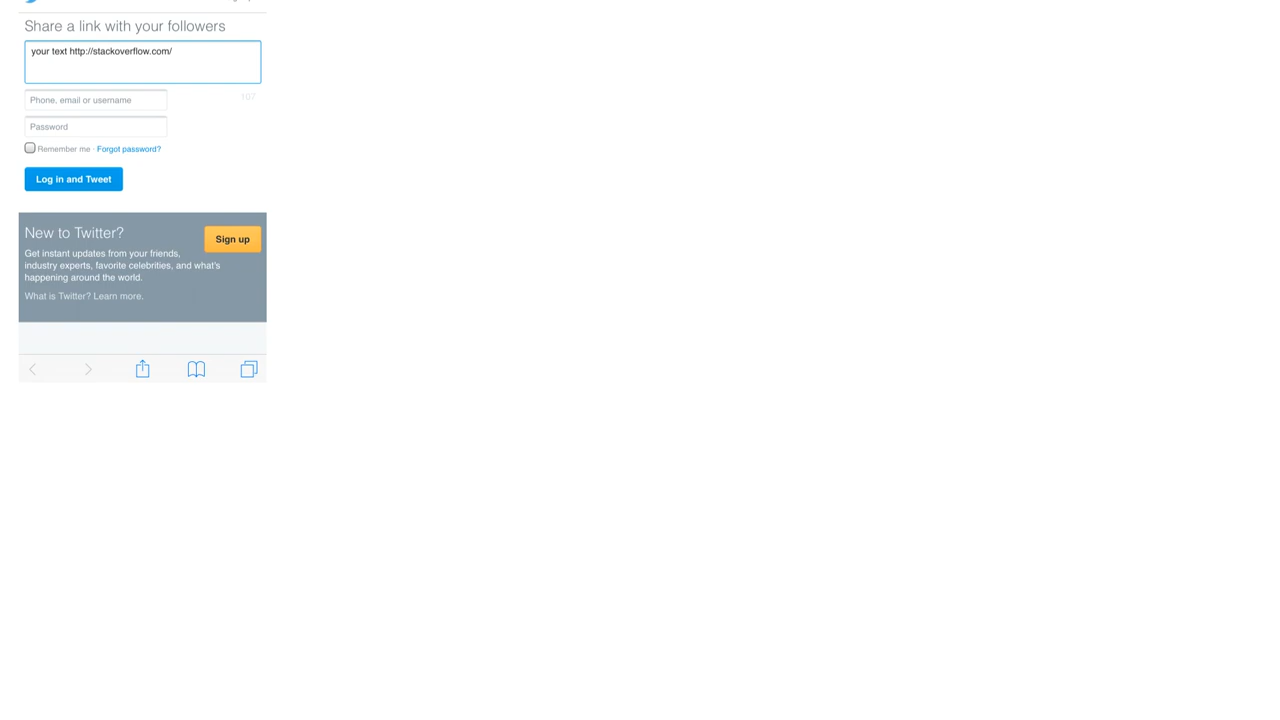 Share a link with your followers
your text http://stackoverflow.com/
107
Phone, email or username
Password
Remember me · Forgot password?
Log in and Tweet
New to Twitter?
Sign up
Get instant updates from your friends,
industry experts, favorite celebrities, and what's
happening around the world.
What is Twitter? Learn more.